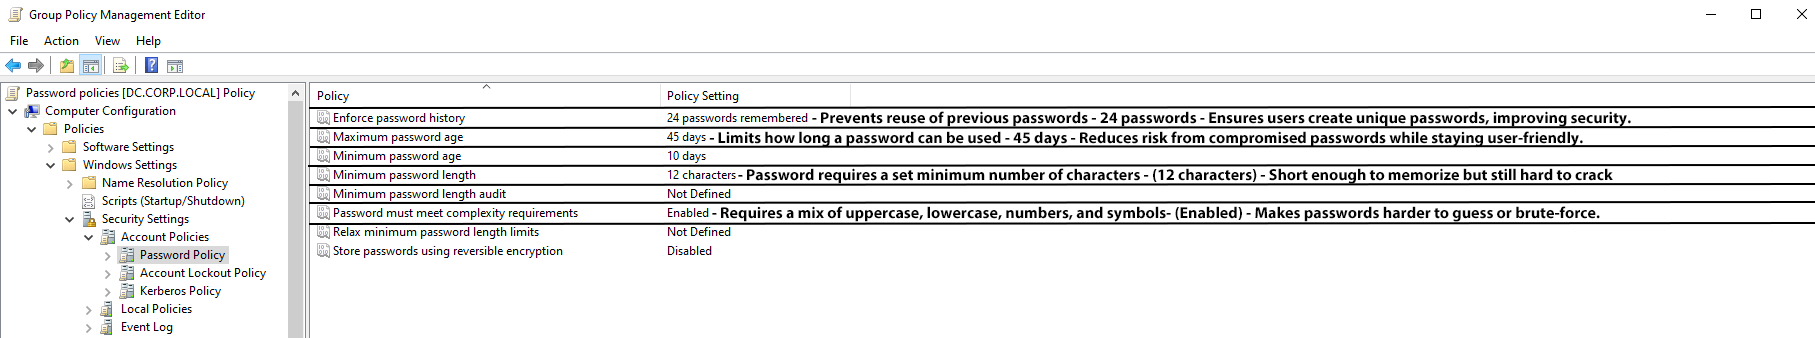 Group Policy Management Editor
File Action View Help
Password policies [DC.CORP.LOCAL] Policy
Computer Configuration
Policies
Software Settings
Windows Settings
Name Resolution Policy
Scripts (Startup/Shutdown)
Security Settings
Account Policies
Password Policy
Account Lockout Policy
Kerberos Policy
Local Policies
Event Log
Policy Policy Setting
Enforce password history 24 passwords remembered - Prevents reuse of previous passwords - 24 passwords - Ensures users create unique passwords, improving security.
Maximum password age 45 days - Limits how long a password can be used - 45 days - Reduces risk from compromised passwords while staying user-friendly.
Minimum password age 10 days
Minimum password length 12 characters - Password requires a set minimum number of characters - (12 characters) - Short enough to memorize but still hard to crack
Minimum password length audit Not Defined
Password must meet complexity requirements Enabled - Requires a mix of uppercase, lowercase, numbers, and symbols- (Enabled) - Makes passwords harder to guess or brute-force.
Relax minimum password length limits Not Defined
Store passwords using reversible encryption Disabled